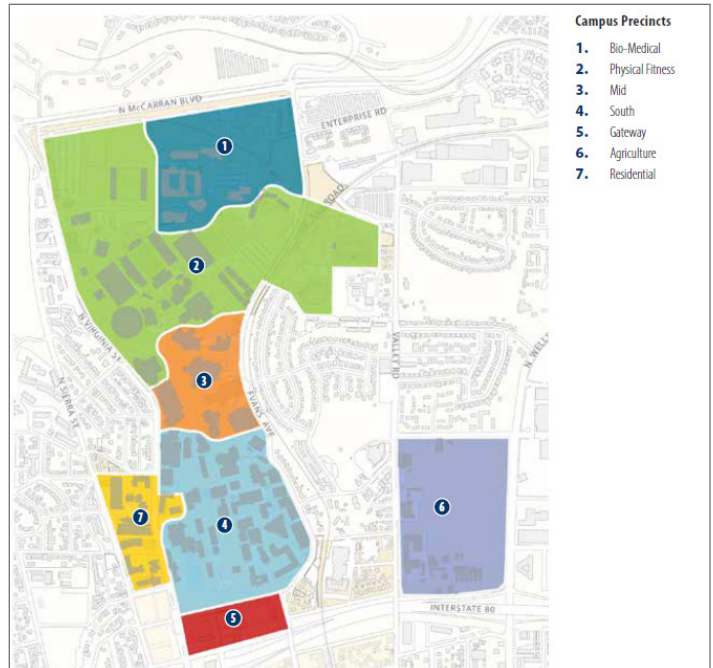 Campus Precincts
1. Bio-Medical
2. Physical Fitness
3. Mid
4. South
5. Gateway
6. Agriculture
7. Residential
N McCARRAN BLVD
ENTERPRISE RD
1
ROAD
2
N VIRGINIA ST
VALLEY RD
N WELL
N SIERRA ST
3
EVANS AVE
6
7
4
INTERSTATE 80
5